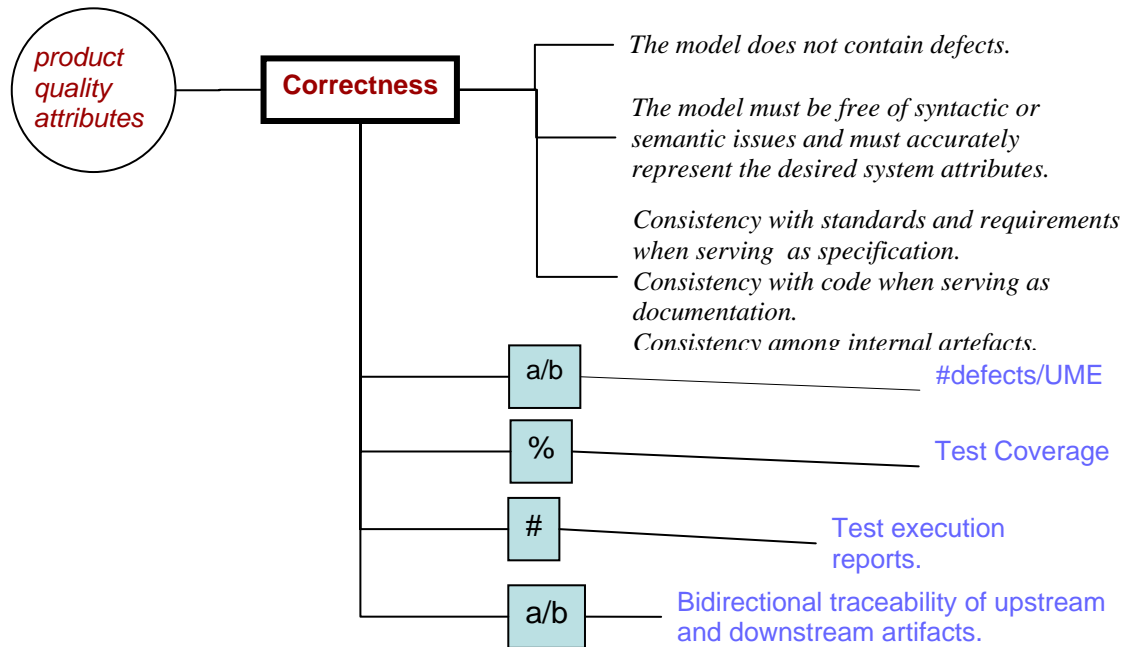 product
quality
attributes
Correctness
The model does not contain defects.
The model must be free of syntactic or
semantic issues and must accurately
represent the desired system attributes.
Consistency with standards and requirements
when serving as specification.
Consistency with code when serving as
documentation.
Consistency among internal artefacts.
a/b
#defects/UME
%
Test Coverage
#
Test execution
reports.
a/b
Bidirectional traceability of upstream
and downstream artifacts.